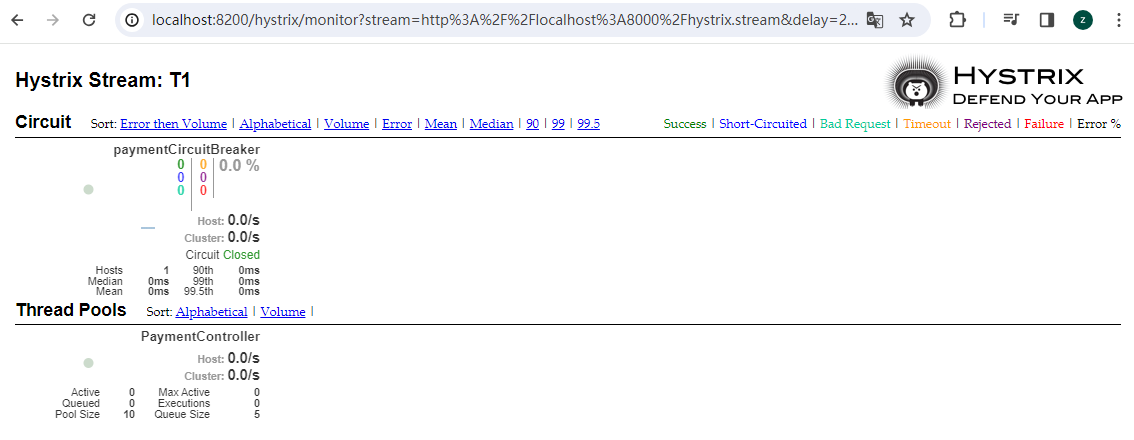 localhost:8200/hystrix/monitor?stream=http%3A%2F%2Flocalhost%3A8000%2Fhystrix.stream&delay=2...
z
Hystrix Stream: T1
HYSTRIX
DEFEND YOUR APP
Circuit Sort: Error then Volume | Alphabetical | Volume | Error | Mean | Median | 90 | 99 | 99.5 Success | Short-Circuited | Bad Request | Timeout | Rejected | Failure | Error %
paymentCircuitBreaker
0 0 0.0 %
0 0
0 0
Host: 0.0/s
Cluster: 0.0/s
Circuit Closed
Hosts 1 90th 0ms
Median 0ms 99th 0ms
Mean 0ms 99.5th 0ms
Thread Pools Sort: Alphabetical | Volume |
PaymentController
Host: 0.0/s
Cluster: 0.0/s
Active 0 Max Active 0
Queued 0 Executions 0
Pool Size 10 Queue Size 5